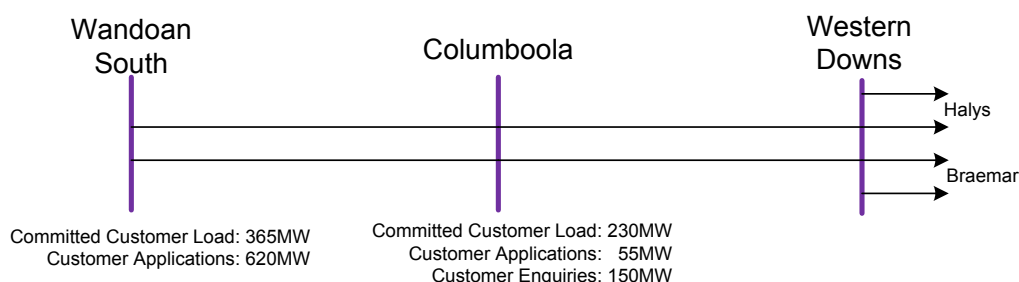 Wandoan
South
Columboola
Western
Downs
Halys
Braemar
Committed Customer Load: 365MW
Customer Applications: 620MW
Committed Customer Load: 230MW
Customer Applications: 55MW
Customer Enquiries: 150MW